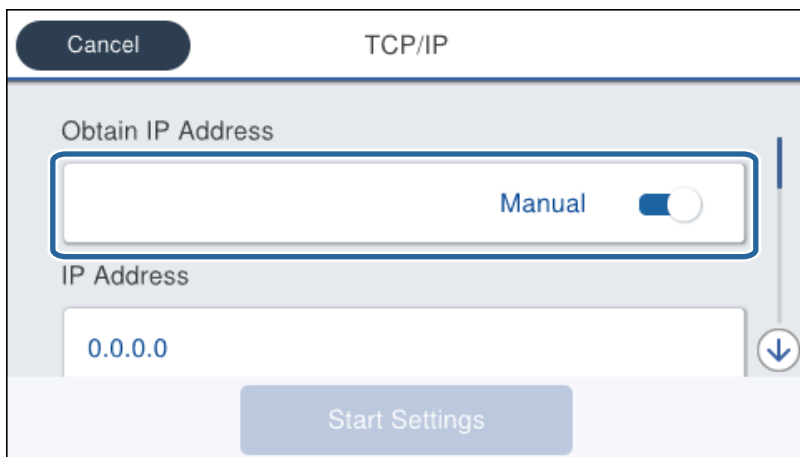 Cancel TCP/IP
Obtain IP Address
Manual
IP Address
0.0.0.0
Start Settings